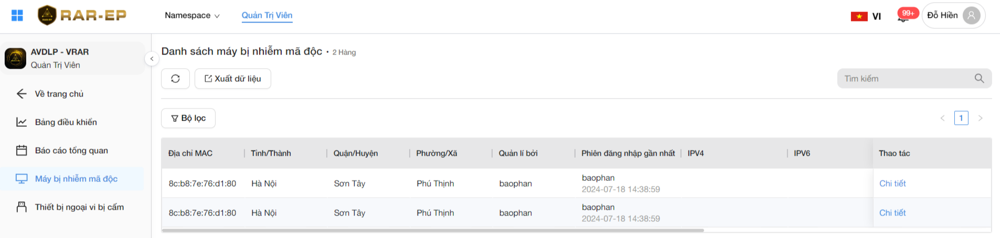 RAR-EP
Namespace
Quản Trị Viên
VI
99+
Đỗ Hiền
AVDLP - VRAR
Quản Trị Viên
Về trang chủ
Bảng điều khiển
Báo cáo tổng quan
Máy bị nhiễm mã độc
Thiết bị ngoại vi bị cấm
Danh sách máy bị nhiễm mã độc • 2 Hàng
Xuất dữ liệu
Tìm kiếm
Bộ lọc
1
Địa chỉ MAC Tỉnh/Thành Quận/Huyện Phường/Xã Quản lí bởi Phiên đăng nhập gần nhất IPV4 IPV6 Thao tác
8c:b8:7e:76:d1:80 Hà Nội Sơn Tây Phú Thịnh baophan baophan Chi tiết
2024-07-18 14:38:59
8c:b8:7e:76:d1:80 Hà Nội Sơn Tây Phú Thịnh baophan baophan Chi tiết
2024-07-18 14:38:59